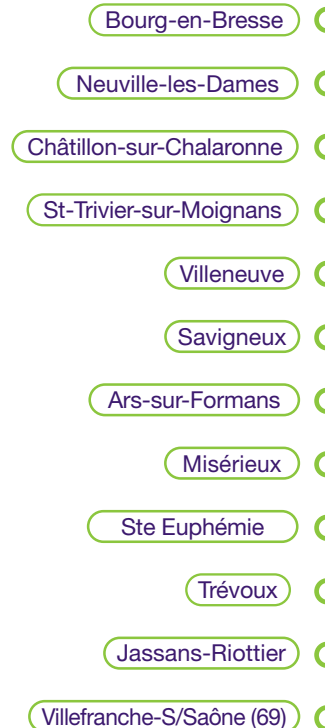 Bourg-en-Bresse
Neuville-les-Dames
Châtillon-sur-Chalaronne
St-Trivier-sur-Moignans
Villeneuve
Savigneux
Ars-sur-Formans
Misérieux
Ste Euphémie
Trévoux
Jassans-Riottier
Villefranche-S/Saône (69)